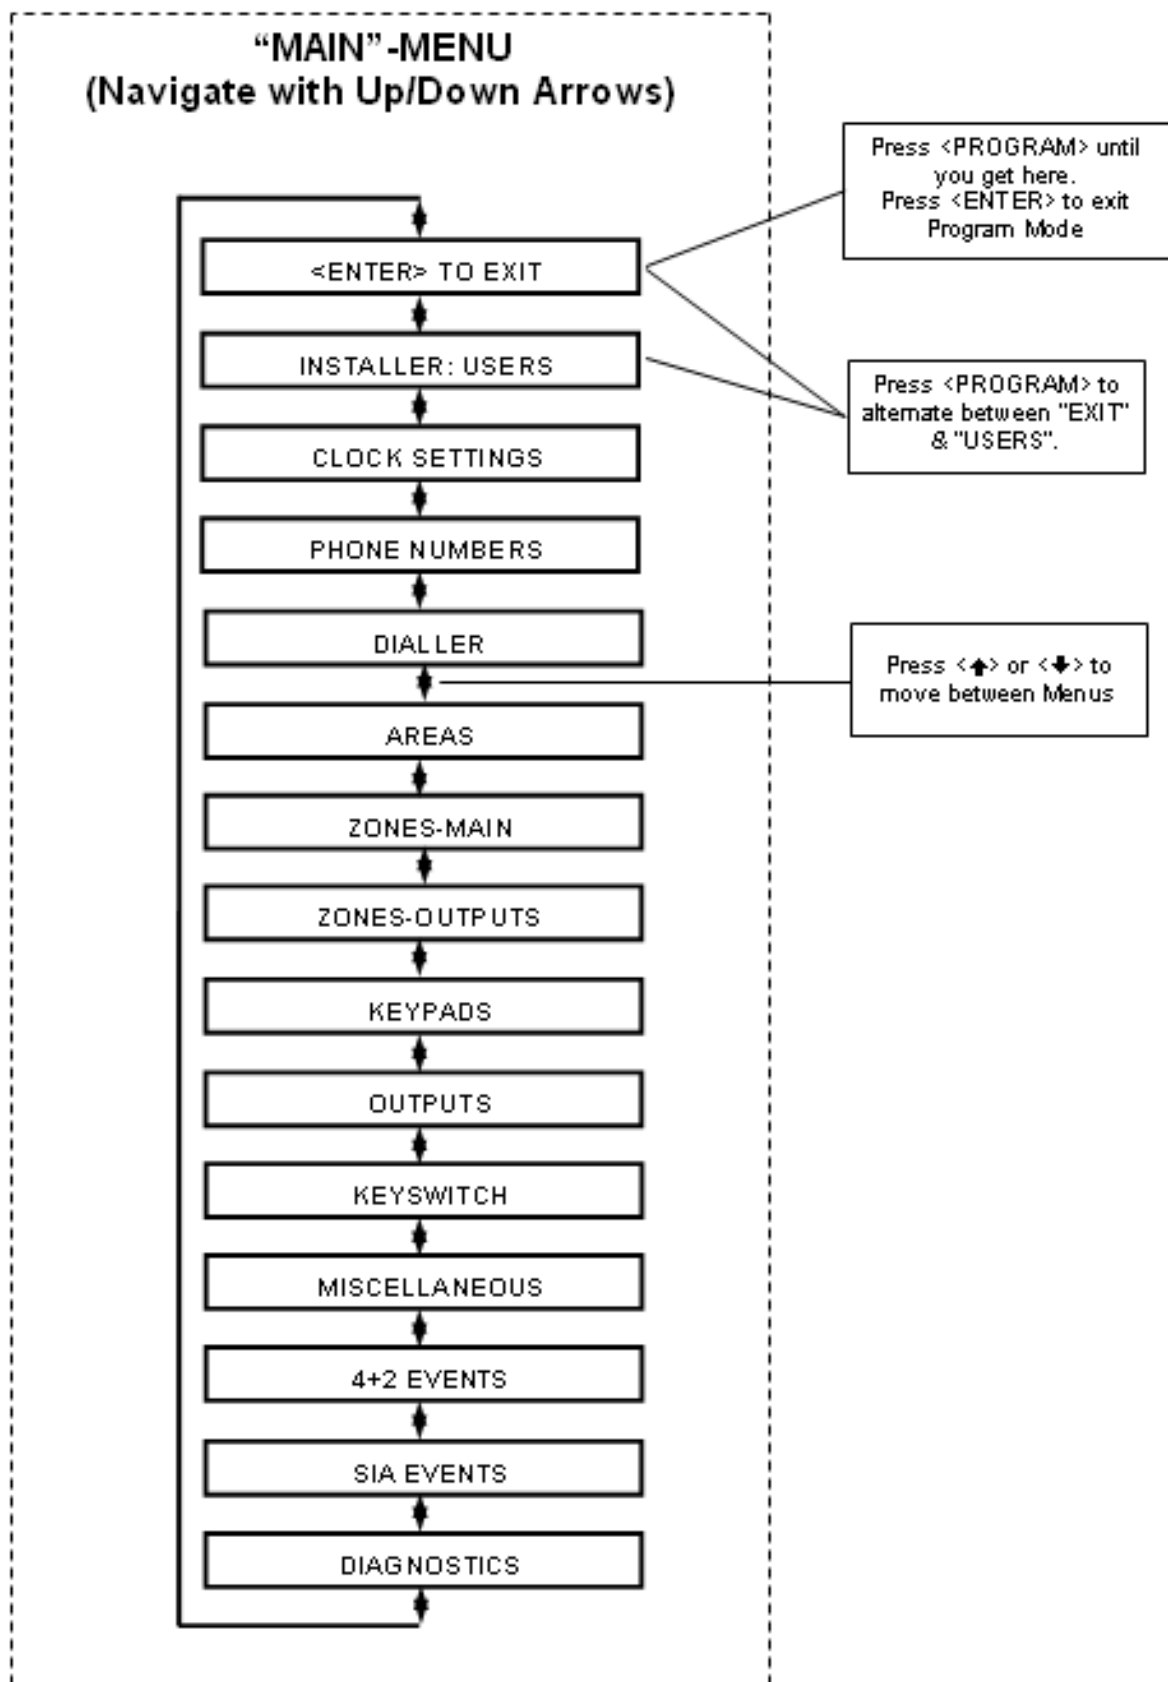 “MAIN”-MENU
(Navigate with Up/Down Arrows)
Press <PROGRAM> until
you get here.
Press <ENTER> to exit
Program Mode
<ENTER> TO EXIT
INSTALLER: USERS
Press <PROGRAM> to
alternate between "EXIT"
& "USERS".
CLOCK SETTINGS
PHONE NUMBERS
DIALLER
Press <🡅> or <🡇> to
move between Menus
AREAS
ZONES-MAIN
ZONES-OUTPUTS
KEYPADS
OUTPUTS
KEYSWITCH
MISCELLANEOUS
4+2 EVENTS
SIA EVENTS
DIAGNOSTICS